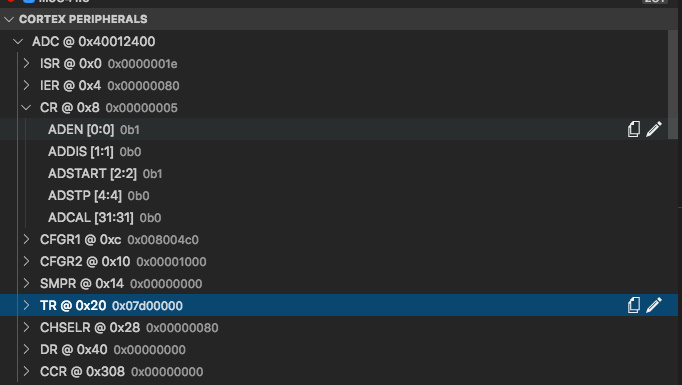 CORTEX PERIPHERALS
ADC @ 0x40012400
ISR @ 0x0 0x0000001e
IER @ 0x4 0x00000080
CR @ 0x8 0x00000005
ADEN [0:0] 0b1
ADDIS [1:1] 0b0
ADSTART [2:2] 0b1
ADSTP [4:4] 0b0
ADCAL [31:31] 0b0
CFGR1 @ 0xc 0x008004c0
CFGR2 @ 0x10 0x00001000
SMPR @ 0x14 0x00000000
TR @ 0x20 0x07d00000
CHSELR @ 0x28 0x00000080
DR @ 0x40 0x00000000
CCR @ 0x308 0x00000000